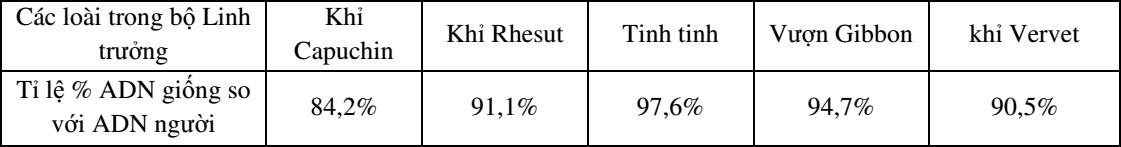 Các loài trong bộ Linh trưởng | Khỉ Capuchin | Khỉ Rhesut | Tinh tinh | Vượn Gibbon | khỉ Vervet
Tỉ lệ % ADN giống so với ADN người | 84,2% | 91,1% | 97,6% | 94,7% | 90,5%